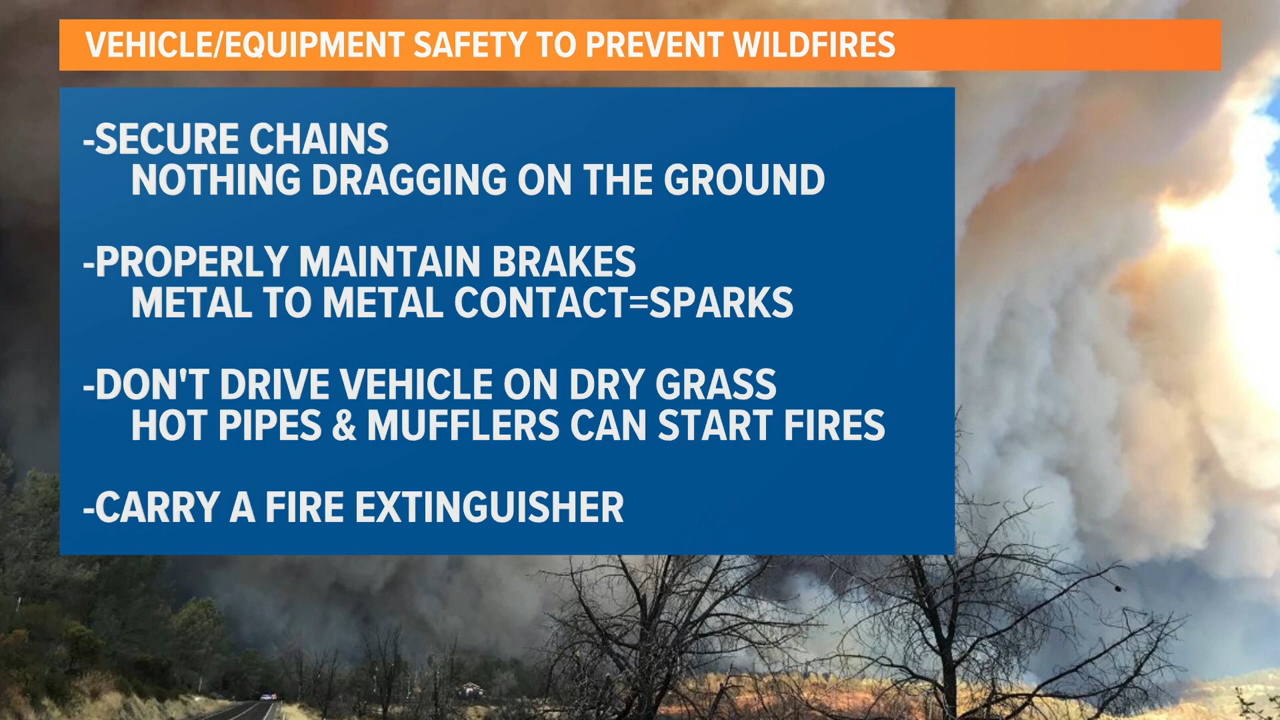 VEHICLE/EQUIPMENT SAFETY TO PREVENT WILDFIRES
-SECURE CHAINS
NOTHING DRAGGING ON THE GROUND
-PROPERLY MAINTAIN BRAKES
METAL TO METAL CONTACT=SPARKS
-DON'T DRIVE VEHICLE ON DRY GRASS
HOT PIPES & MUFFLERS CAN START FIRES
-CARRY A FIRE EXTINGUISHER